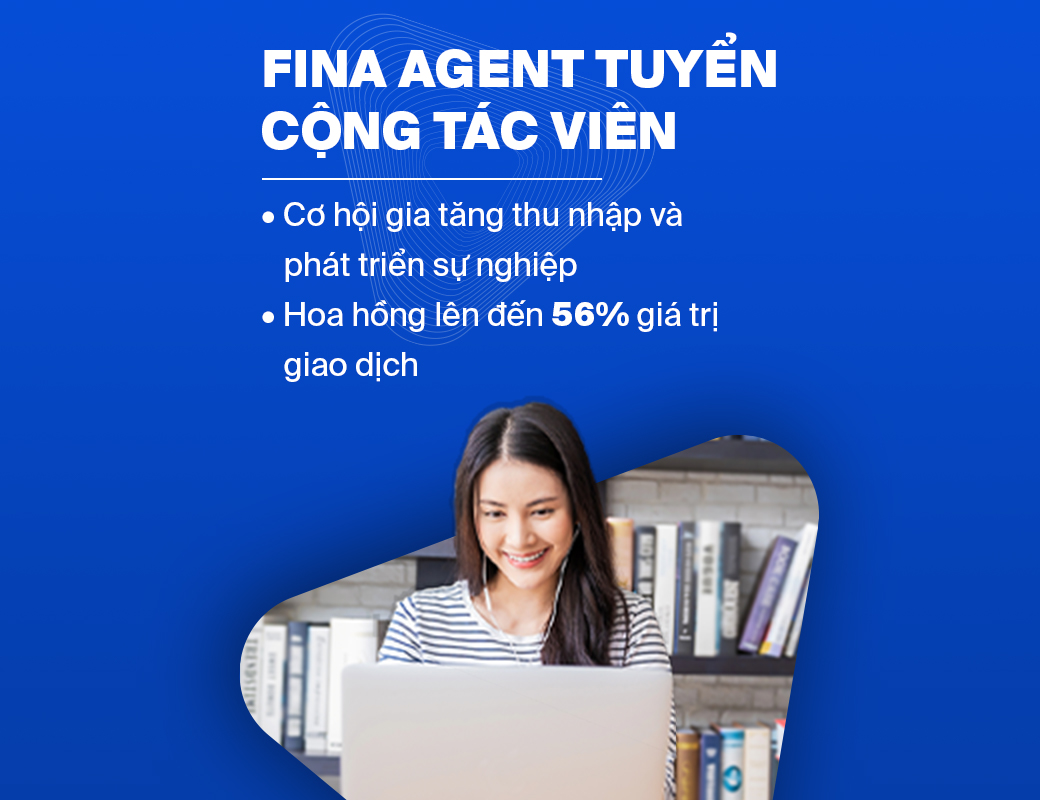 FINA AGENT TUYỂN
CỘNG TÁC VIÊN
• Cơ hội gia tăng thu nhập và
phát triển sự nghiệp
• Hoa hồng lên đến 56% giá trị
giao dịch
VOGUE